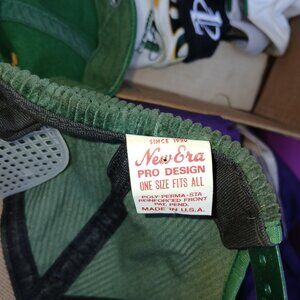 SINCE 1920
New Era
PRO DESIGN
ONE SIZE FITS ALL
POLY-PERMA-STA
REINFORCED FRONT
PAT. PEND.
MADE IN U.S.A.